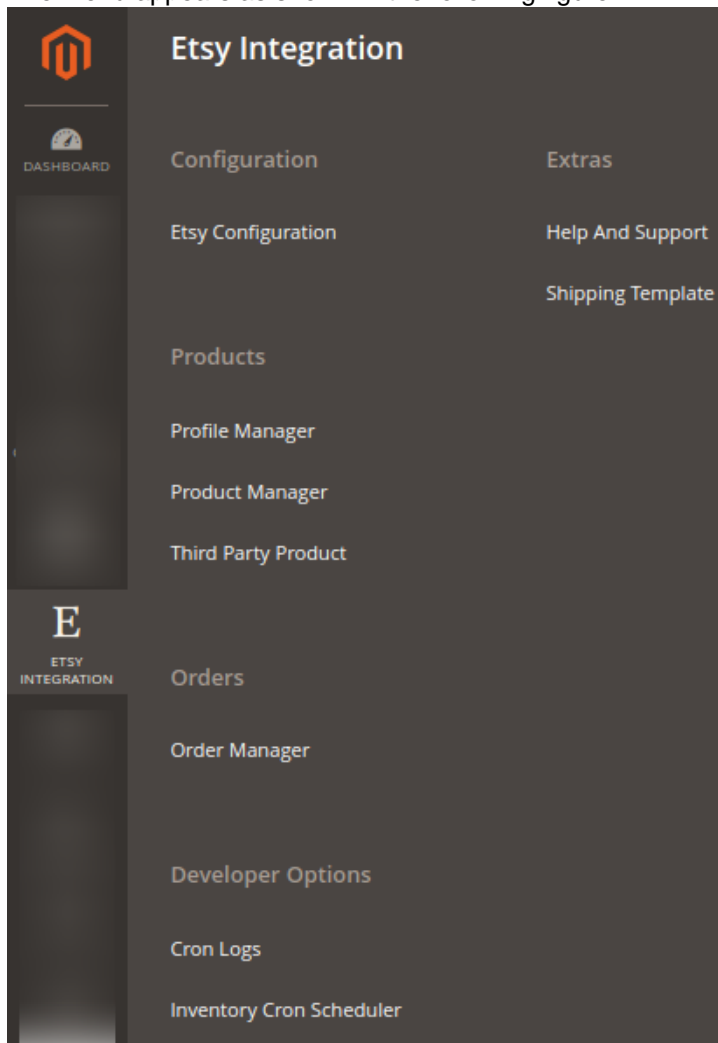 Etsy Integration
DASHBOARD
Configuration
Etsy Configuration
Products
Profile Manager
Product Manager
Third Party Product
ETSY
INTEGRATION
E
Orders
Order Manager
Developer Options
Cron Logs
Inventory Cron Scheduler
Extras
Help And Support
Shipping Template